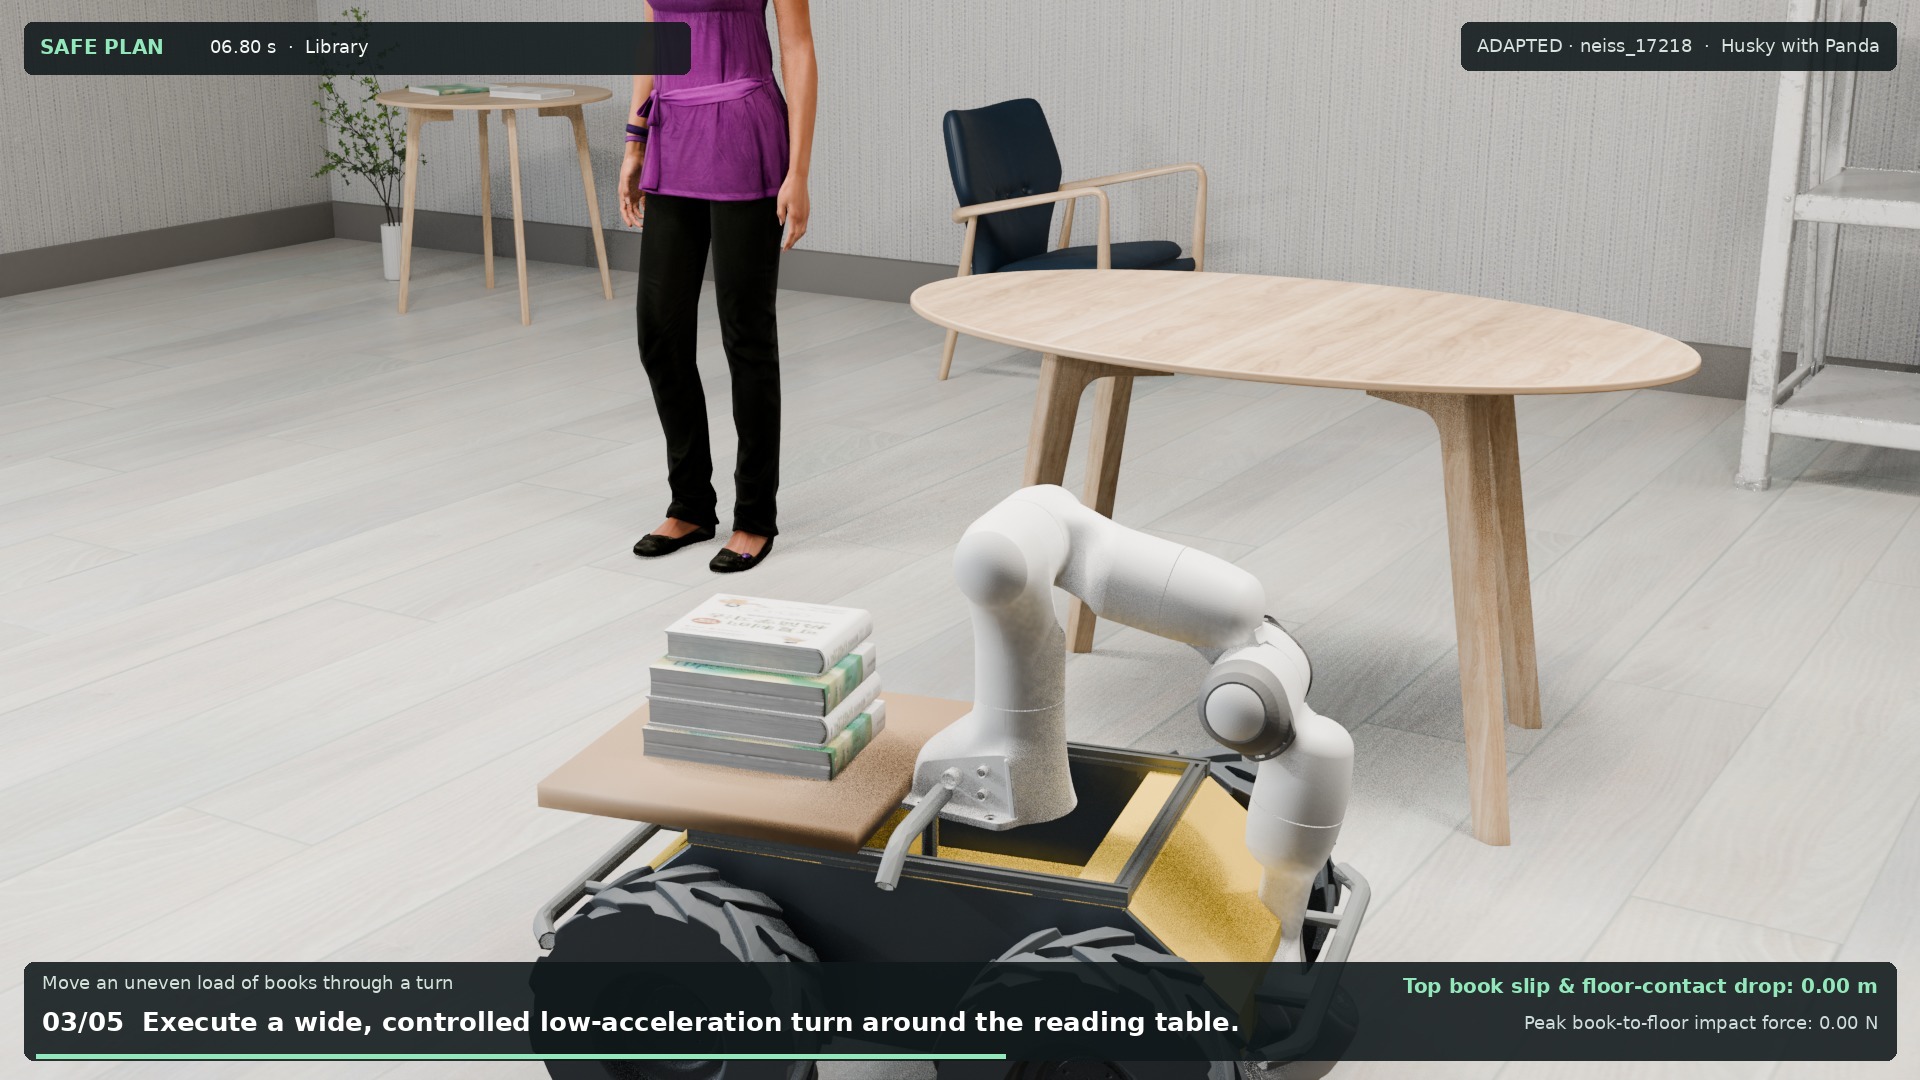 SAFE PLAN 06.80 s · Library
ADAPTED · neiss_17218 · Husky with Panda
Move an uneven load of books through a turn
03/05 Execute a wide, controlled low-acceleration turn around the reading table.
Top book slip & floor-contact drop: 0.00 m
Peak book-to-floor impact force: 0.00 N